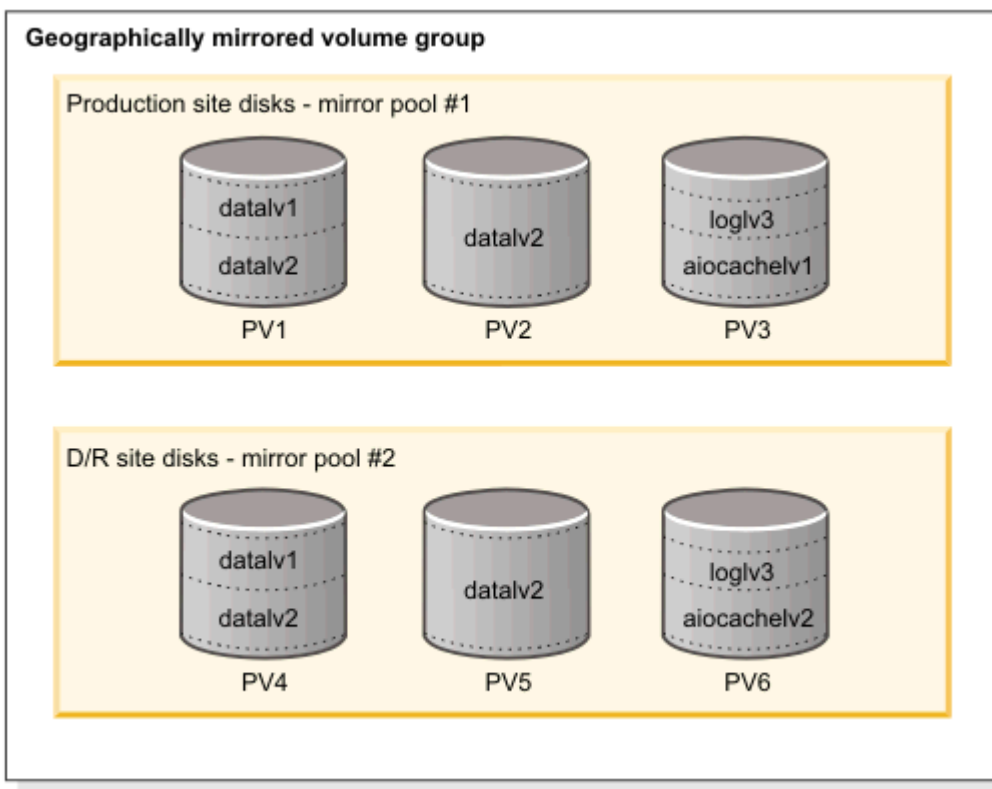 Geographically mirrored volume group
Production site disks - mirror pool #1
datalv1
datalv2
PV1
datalv2
PV2
loglv3
aiocachelv1
PV3
D/R site disks - mirror pool #2
datalv1
datalv2
PV4
datalv2
PV5
loglv3
aiocachelv2
PV6